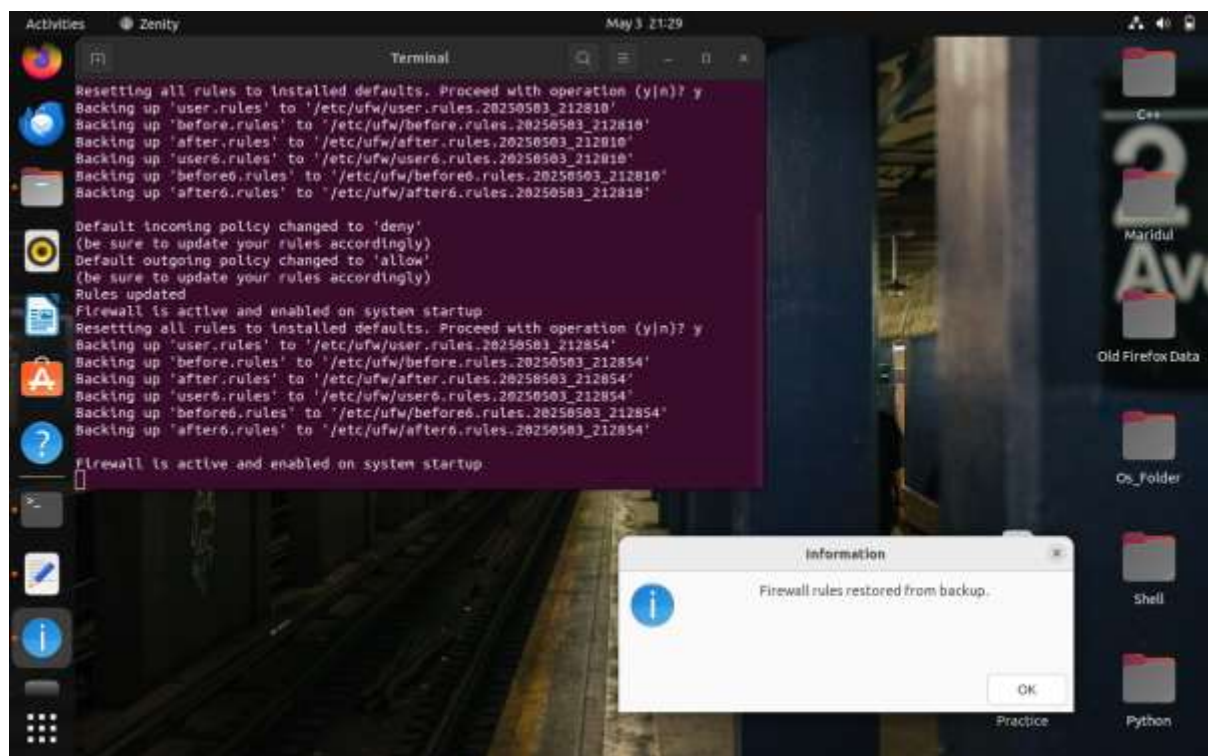 Activities Zenity May 3 21:29
Terminal
Resetting all rules to installed defaults. Proceed with operation (y|n)? y
Backing up 'user.rules' to '/etc/ufw/user.rules.20250503_212810'
Backing up 'before.rules' to '/etc/ufw/before.rules.20250503_212810'
Backing up 'after.rules' to '/etc/ufw/after.rules.20250503_212810'
Backing up 'user6.rules' to '/etc/ufw/user6.rules.20250503_212810'
Backing up 'before6.rules' to '/etc/ufw/before6.rules.20250503_212810'
Backing up 'after6.rules' to '/etc/ufw/after6.rules.20250503_212810'
Default incoming policy changed to 'deny'
(be sure to update your rules accordingly)
Default outgoing policy changed to 'allow'
(be sure to update your rules accordingly)
Rules updated
Firewall is active and enabled on system startup
Resetting all rules to installed defaults. Proceed with operation (y|n)? y
Backing up 'user.rules' to '/etc/ufw/user.rules.20250503_212854'
Backing up 'before.rules' to '/etc/ufw/before.rules.20250503_212854'
Backing up 'after.rules' to '/etc/ufw/after.rules.20250503_212854'
Backing up 'user6.rules' to '/etc/ufw/user6.rules.20250503_212854'
Backing up 'before6.rules' to '/etc/ufw/before6.rules.20250503_212854'
Backing up 'after6.rules' to '/etc/ufw/after6.rules.20250503_212854'
Firewall is active and enabled on system startup
C++
2
Maridul
Av
Old Firefox Data
Os_Folder
Information
Firewall rules restored from backup.
OK
Shell
Practice
Python